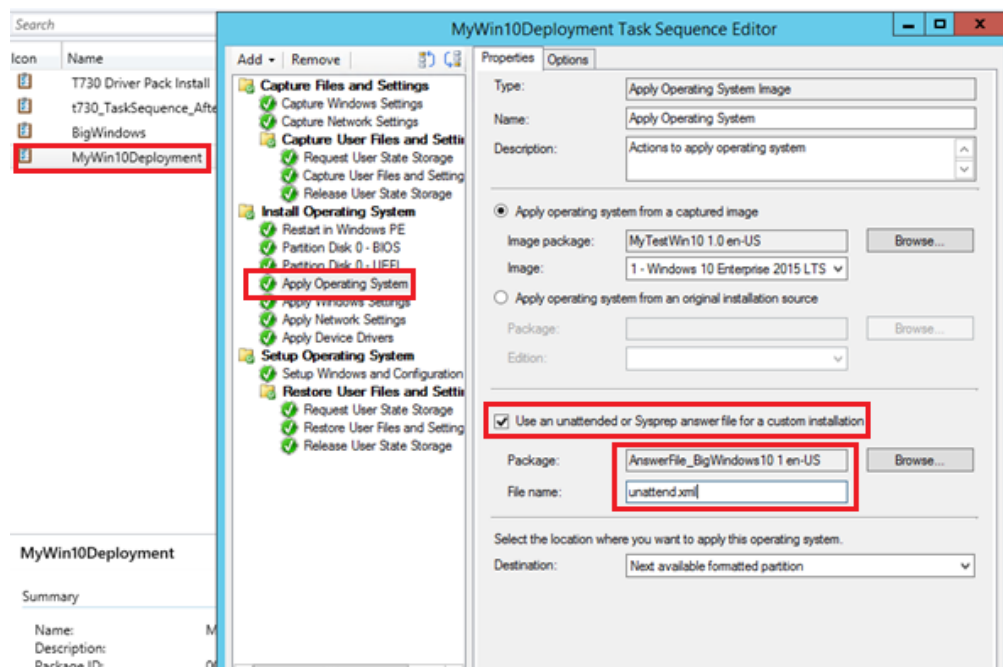 Search
Icon Name
T730 Driver Pack Install
t730_TaskSequence_Afte
BigWindows
MyWin10Deployment
MyWin10Deployment
Summary
Name: M
Description:
Package ID: 00
MyWin10Deployment Task Sequence Editor
Add Remove
Capture Files and Settings
Capture Windows Settings
Capture Network Settings
Capture User Files and Settin
Request User State Storage
Capture User Files and Setting
Release User State Storage
Install Operating System
Restart in Windows PE
Partition Disk 0 - BIOS
Partition Disk 0 - UEFI
Apply Operating System
Apply Windows Settings
Apply Network Settings
Apply Device Drivers
Setup Operating System
Setup Windows and Configuration
Restore User Files and Settin
Request User State Storage
Restore User Files and Setting
Release User State Storage
Properties Options
Type: Apply Operating System Image
Name: Apply Operating System
Description: Actions to apply operating system
Apply operating system from a captured image
Image package: MyTestWin10 1.0 en-US Browse...
Image: 1 - Windows 10 Enterprise 2015 LTS
Apply operating system from an original installation source
Package: Browse...
Edition:
Use an unattended or Sysprep answer file for a custom installation
Package: AnswerFile_BigWindows10 1 en-US Browse...
File name: unattend.xml
Select the location where you want to apply this operating system.
Destination: Next available formatted partition